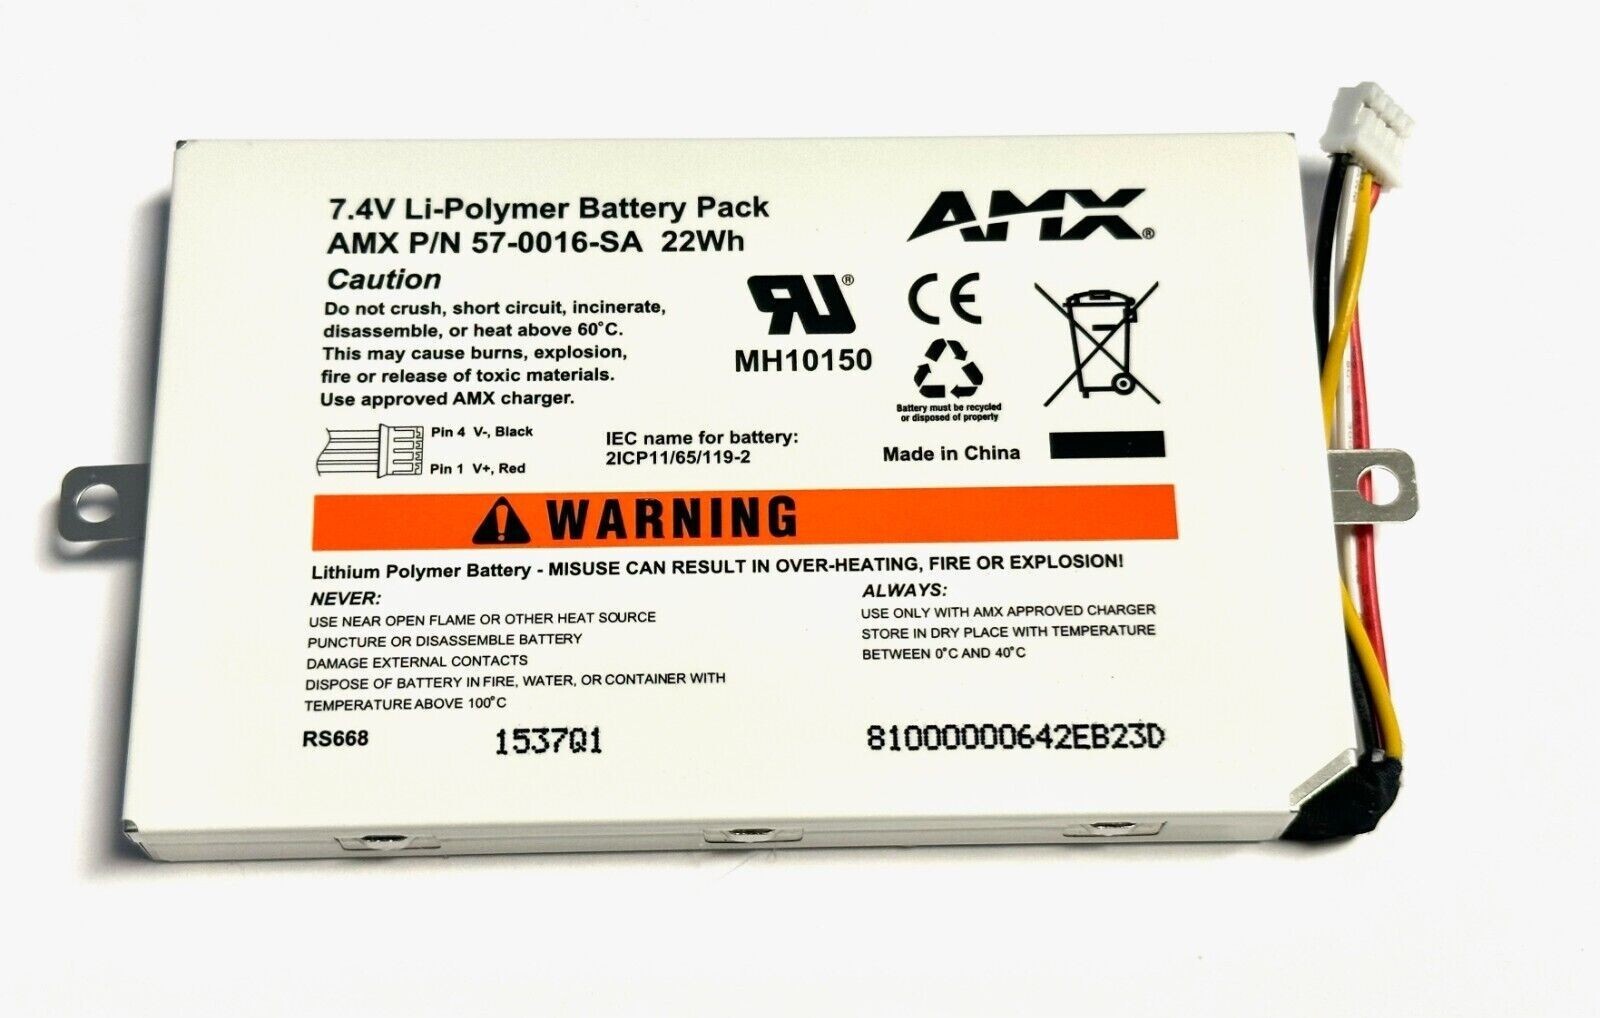 7.4V Li-Polymer Battery Pack
AMX P/N 57-0016-SA 22Wh
AMX®
Caution
Do not crush, short circuit, incinerate,
disassemble, or heat above 60°C.
This may cause burns, explosion,
fire or release of toxic materials.
Use approved AMX charger.
RU®
MH10150
CE
Battery must be recycled
or disposed of property
Pin 4 V-, Black
Pin 1 V+, Red
IEC name for battery:
2ICP11/65/119-2
Made in China
WARNING
Lithium Polymer Battery - MISUSE CAN RESULT IN OVER-HEATING, FIRE OR EXPLOSION!
NEVER:
USE NEAR OPEN FLAME OR OTHER HEAT SOURCE
PUNCTURE OR DISASSEMBLE BATTERY
DAMAGE EXTERNAL CONTACTS
DISPOSE OF BATTERY IN FIRE, WATER, OR CONTAINER WITH
TEMPERATURE ABOVE 100°C
ALWAYS:
USE ONLY WITH AMX APPROVED CHARGER
STORE IN DRY PLACE WITH TEMPERATURE
BETWEEN 0°C AND 40°C
RS668
1537Q1
81000000642EB23D